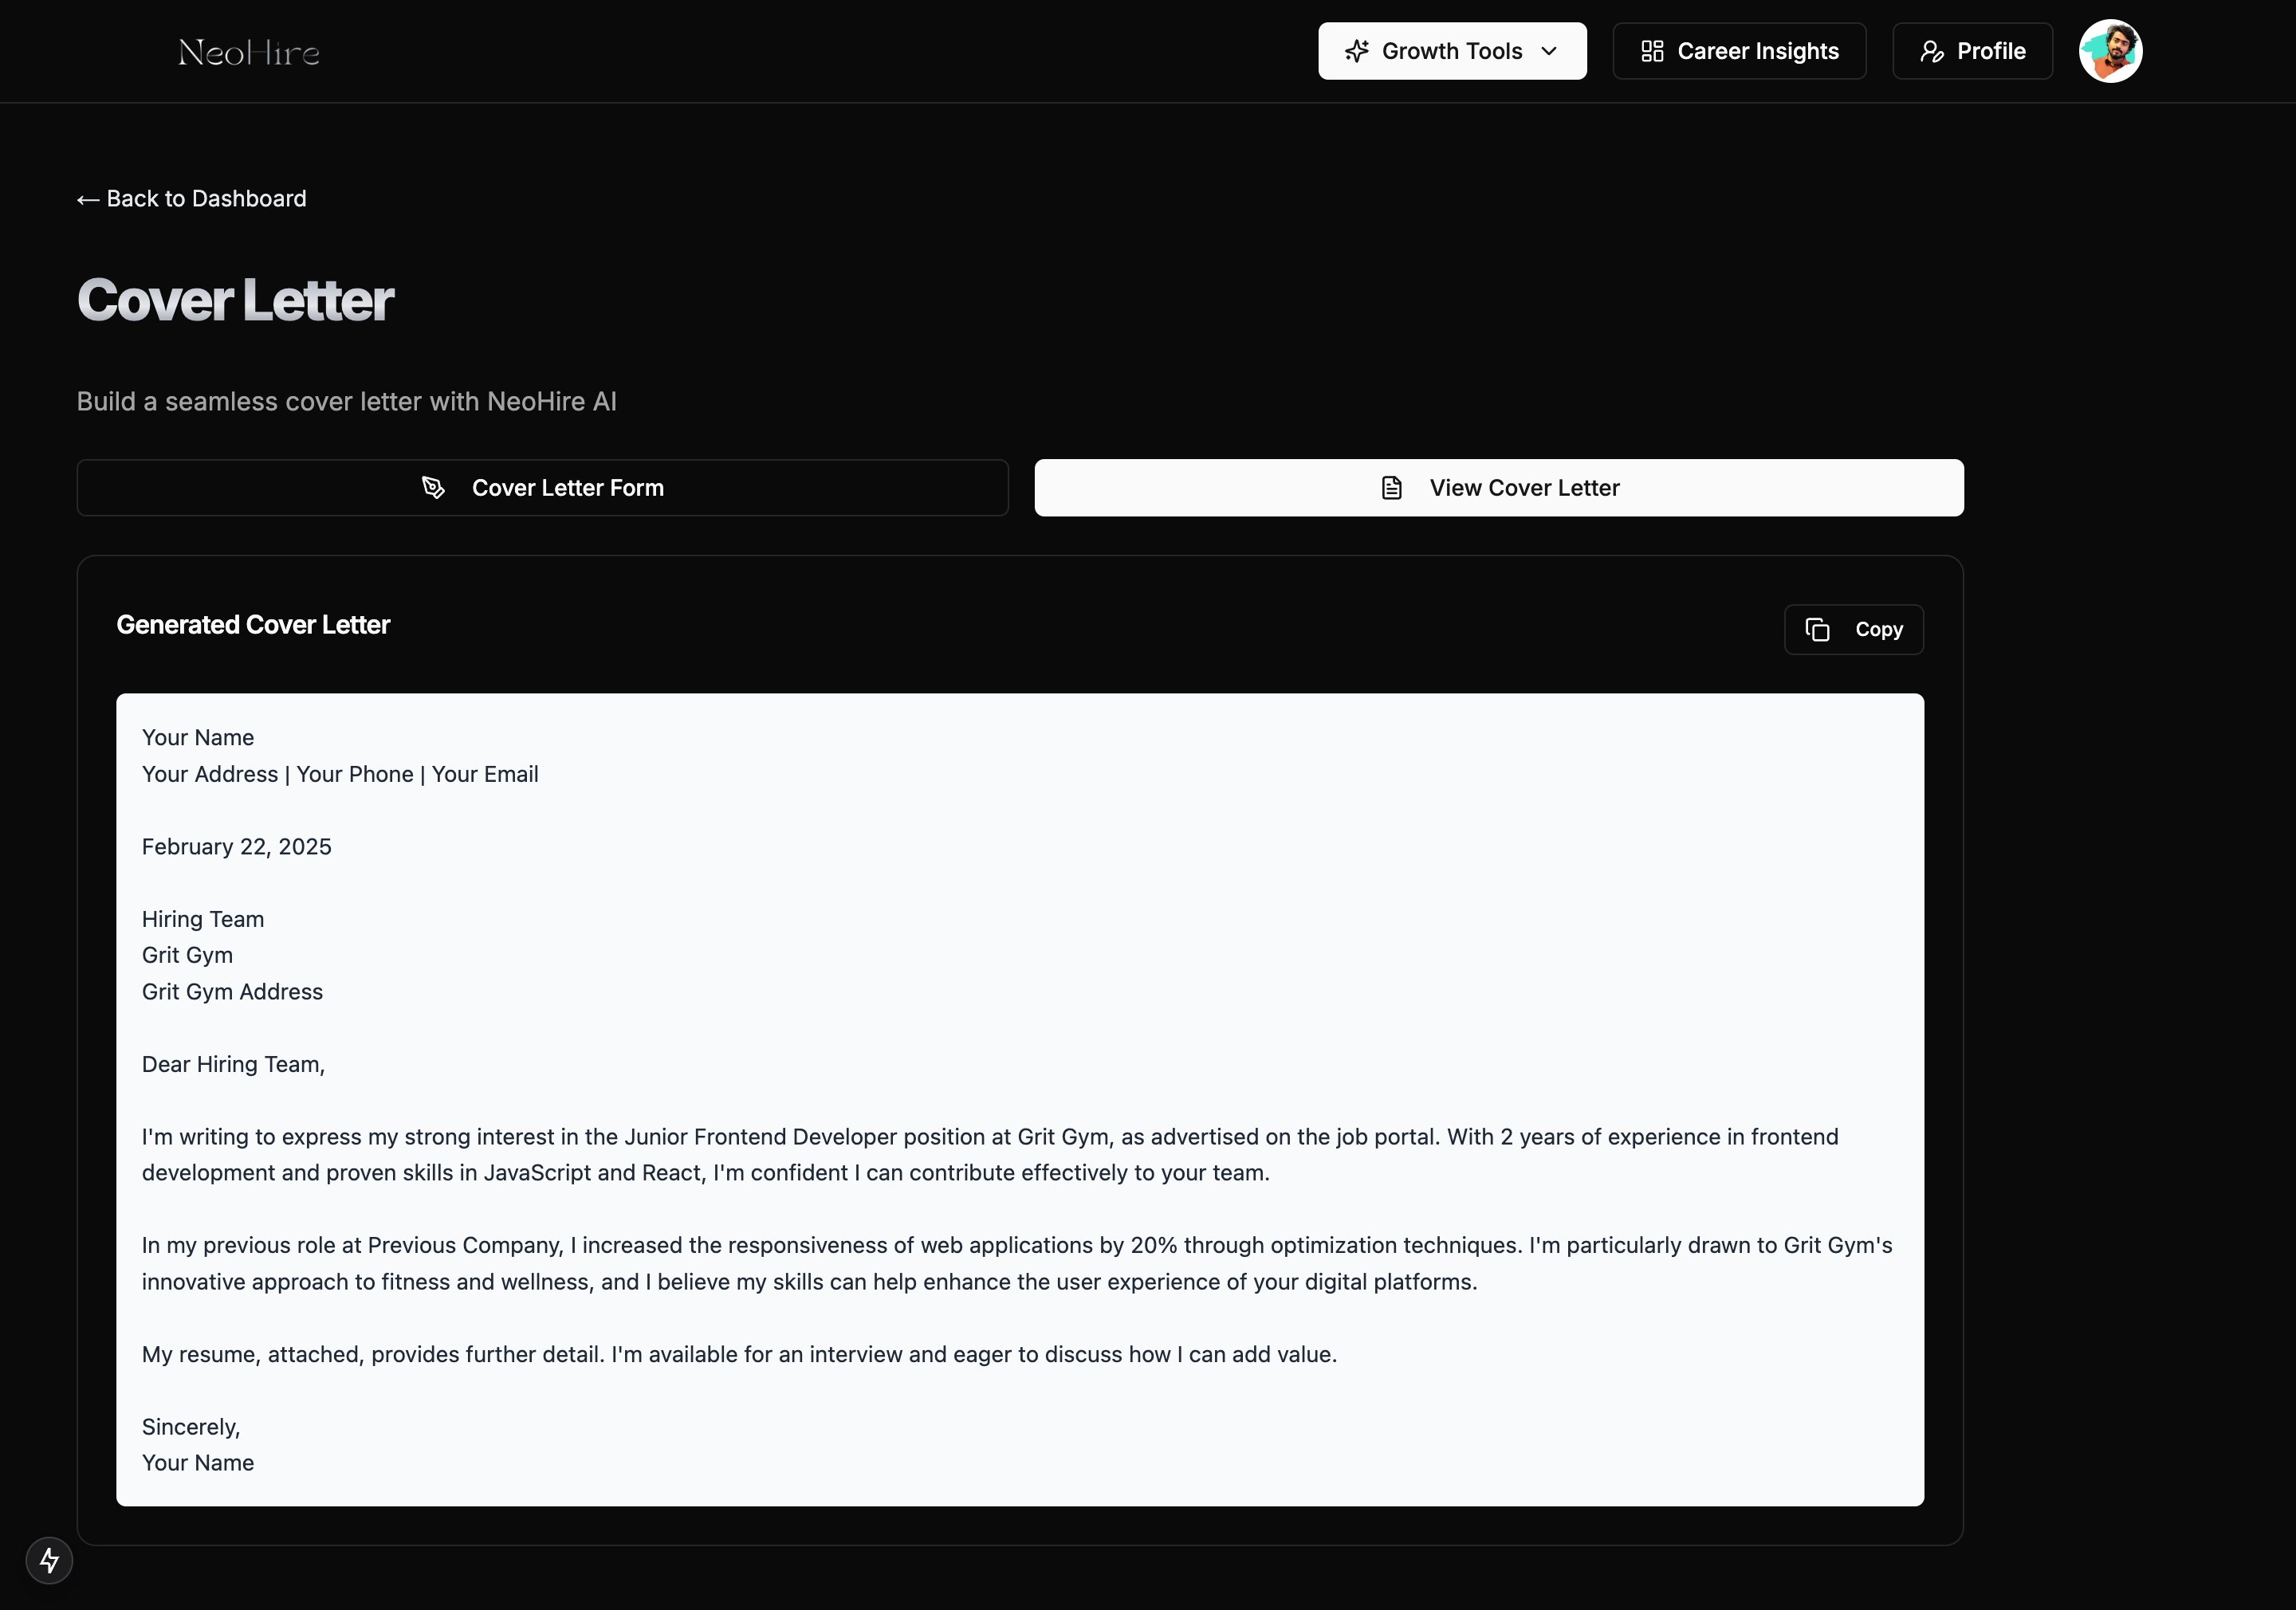 NeoHire
Growth Tools
Career Insights
Profile
← Back to Dashboard
Cover Letter
Build a seamless cover letter with NeoHire AI
Cover Letter Form
View Cover Letter
Generated Cover Letter
Copy
Your Name
Your Address | Your Phone | Your Email
February 22, 2025
Hiring Team
Grit Gym
Grit Gym Address
Dear Hiring Team,
I'm writing to express my strong interest in the Junior Frontend Developer position at Grit Gym, as advertised on the job portal. With 2 years of experience in frontend
development and proven skills in JavaScript and React, I'm confident I can contribute effectively to your team.
In my previous role at Previous Company, I increased the responsiveness of web applications by 20% through optimization techniques. I'm particularly drawn to Grit Gym's
innovative approach to fitness and wellness, and I believe my skills can help enhance the user experience of your digital platforms.
My resume, attached, provides further detail. I'm available for an interview and eager to discuss how I can add value.
Sincerely,
Your Name